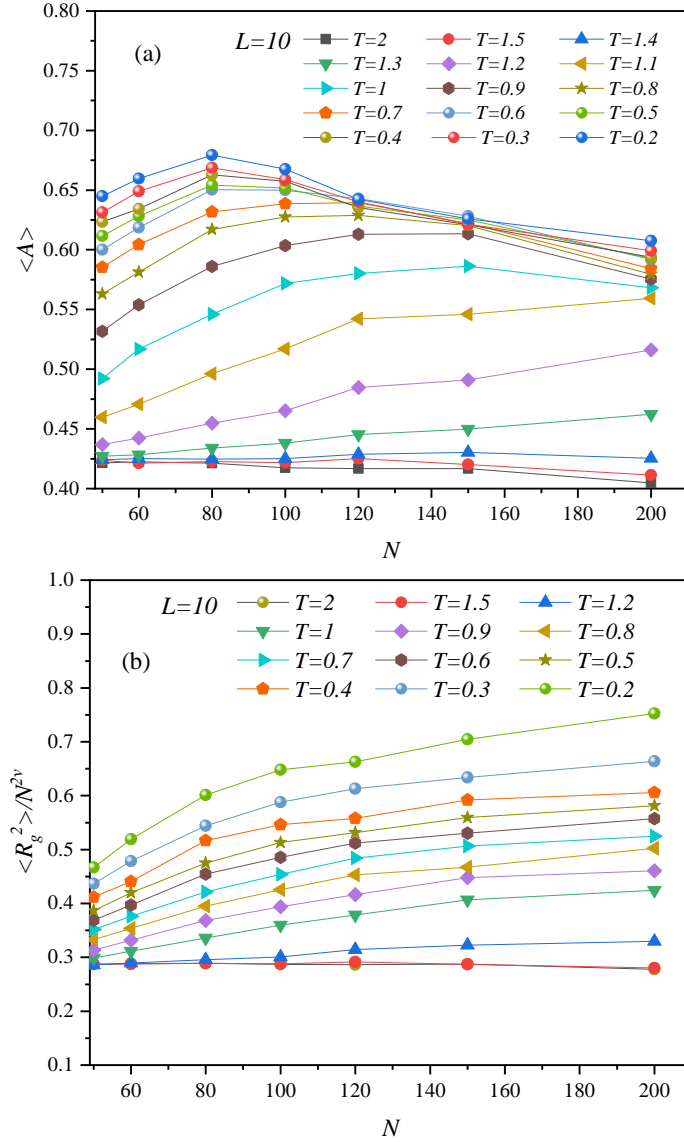 0.80
(a)
L=10
T=2
T=1.5
T=1.4
T=1.3
T=1.2
T=1.1
T=1
T=0.9
T=0.8
T=0.7
T=0.6
T=0.5
T=0.4
T=0.3
T=0.2
0.75
0.70
0.65
0.60
0.55
0.50
0.45
0.40
<A>
60
80
100
120
140
160
180
200
N
1.0
L=10
T=2
T=1.5
T=1.2
T=1
T=0.9
T=0.8
(b)
T=0.7
T=0.6
T=0.5
T=0.4
T=0.3
T=0.2
0.9
0.8
0.7
0.6
0.5
0.4
0.3
0.2
0.1
<R_g^2>/N^{2ν}
60
80
100
120
140
160
180
200
N